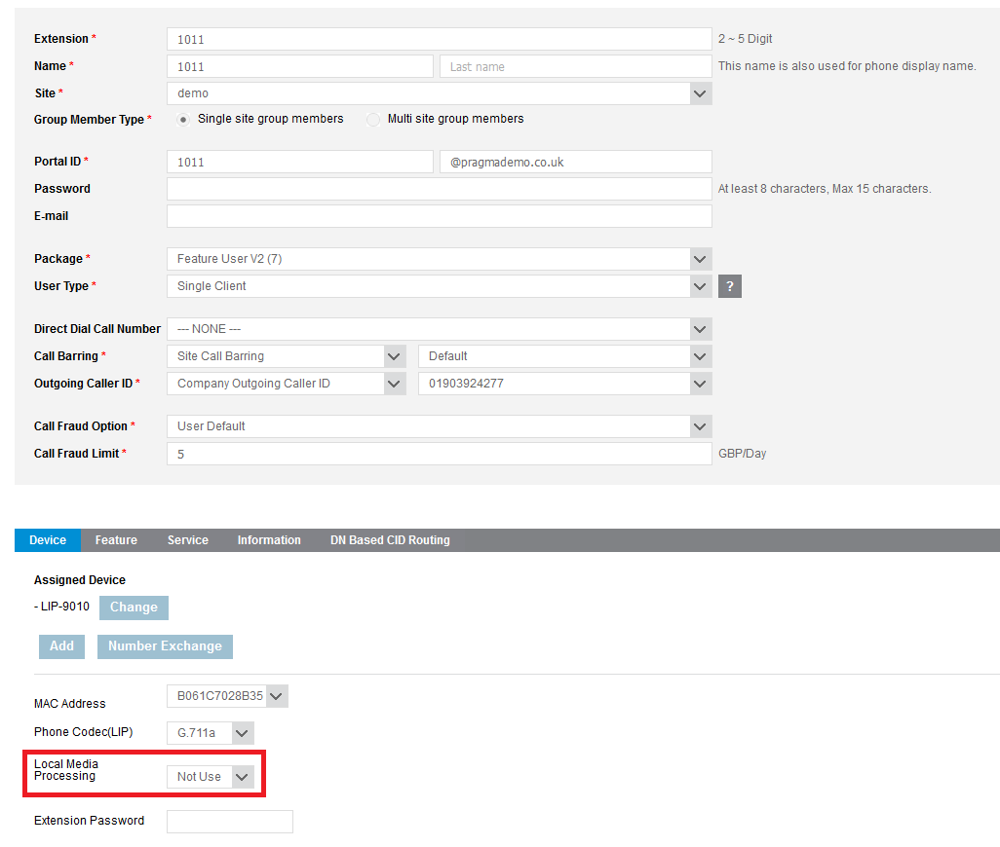 Extension * 1011 2 ~ 5 Digit
Name * 1011 Last name This name is also used for phone display name.
Site * demo
Group Member Type * Single site group members Multi site group members
Portal ID * 1011 @pragmademo.co.uk
Password At least 8 characters, Max 15 characters.
E-mail
Package * Feature User V2 (7)
User Type * Single Client ?
Direct Dial Call Number --- NONE ---
Call Barring * Site Call Barring Default
Outgoing Caller ID * Company Outgoing Caller ID 01903924277
Call Fraud Option * User Default
Call Fraud Limit * 5 GBP/Day
Device Feature Service Information DN Based CID Routing
Assigned Device
- LIP-9010 Change
Add Number Exchange
MAC Address B061C7028B35
Phone Codec(LIP) G.711a
Local Media
Processing Not Use
Extension Password